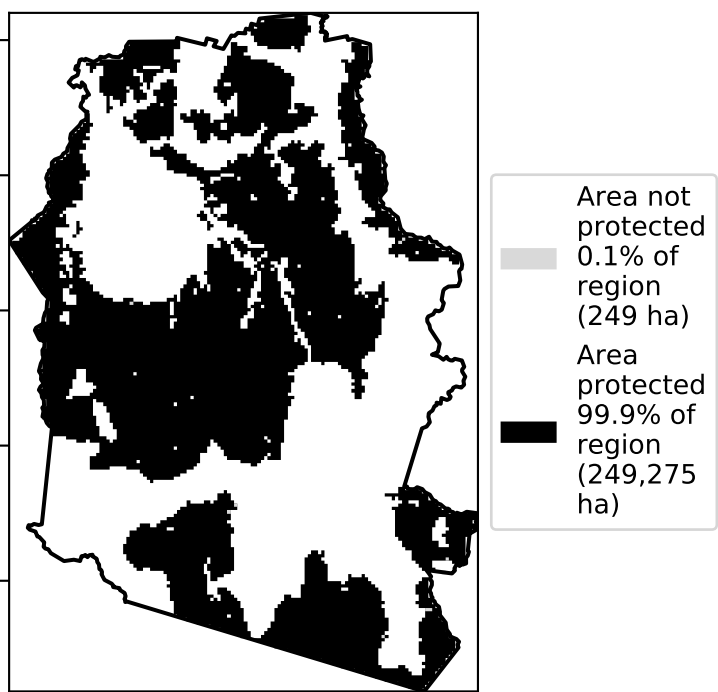 Area not
protected
0.1% of
region
(249 ha)
Area
protected
99.9% of
region
(249,275
ha)